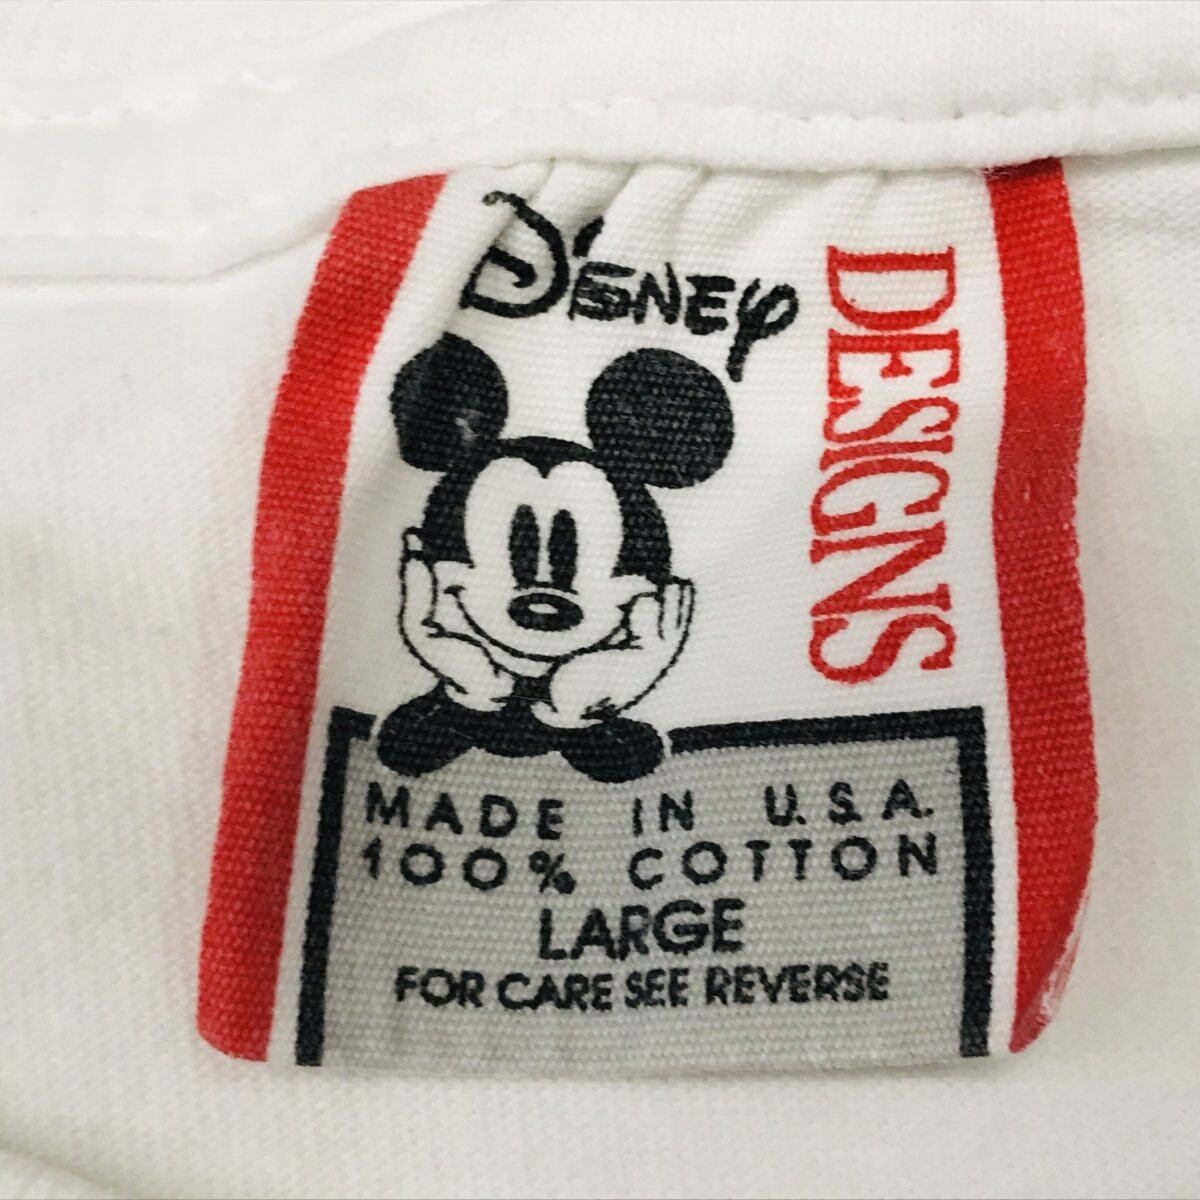 DISNEY
DESIGNS
MADE IN U.S.A.
100% COTTON
LARGE
FOR CARE SEE REVERSE